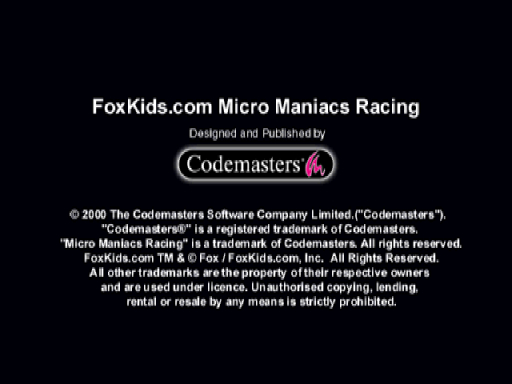 FoxKids.com Micro Maniacs Racing
Designed and Published by
Codemasters®
© 2000 The Codemasters Software Company Limited.("Codemasters").
"Codemasters®" is a registered trademark of Codemasters.
"Micro Maniacs Racing" is a trademark of Codemasters. All rights reserved.
FoxKids.com TM & © Fox / FoxKids.com, Inc. All Rights Reserved.
All other trademarks are the property of their respective owners
and are used under licence. Unauthorised copying, lending,
rental or resale by any means is strictly prohibited.